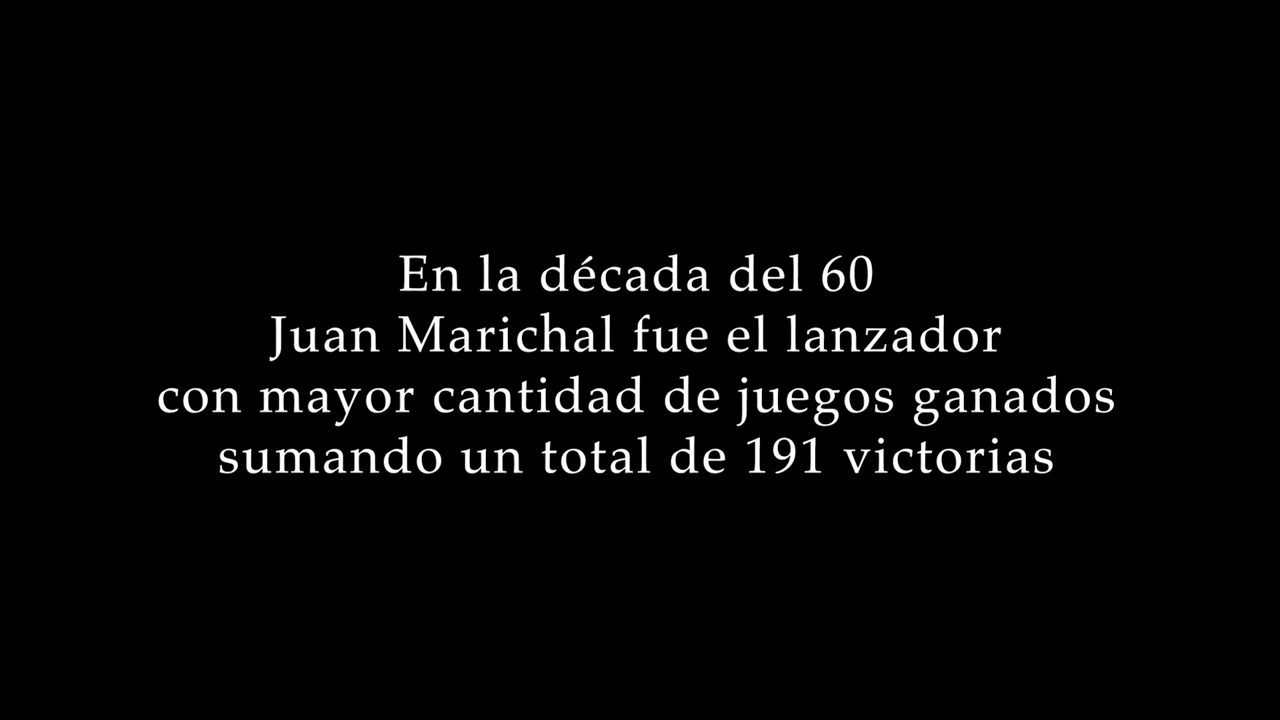 En la década del 60
Juan Marichal fue el lanzador
con mayor cantidad de juegos ganados
sumando un total de 191 victorias